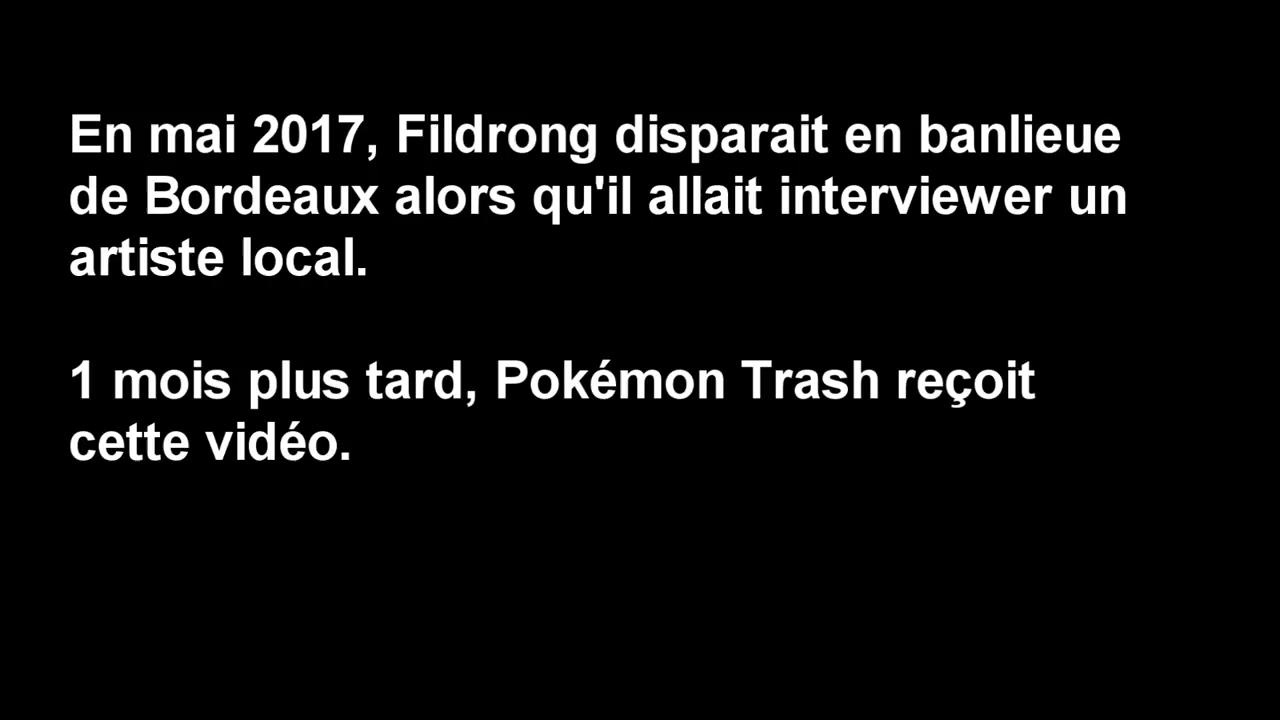 En mai 2017, Fildrong disparait en banlieue
de Bordeaux alors qu'il allait interviewer un
artiste local.
1 mois plus tard, Pokémon Trash reçoit
cette vidéo.